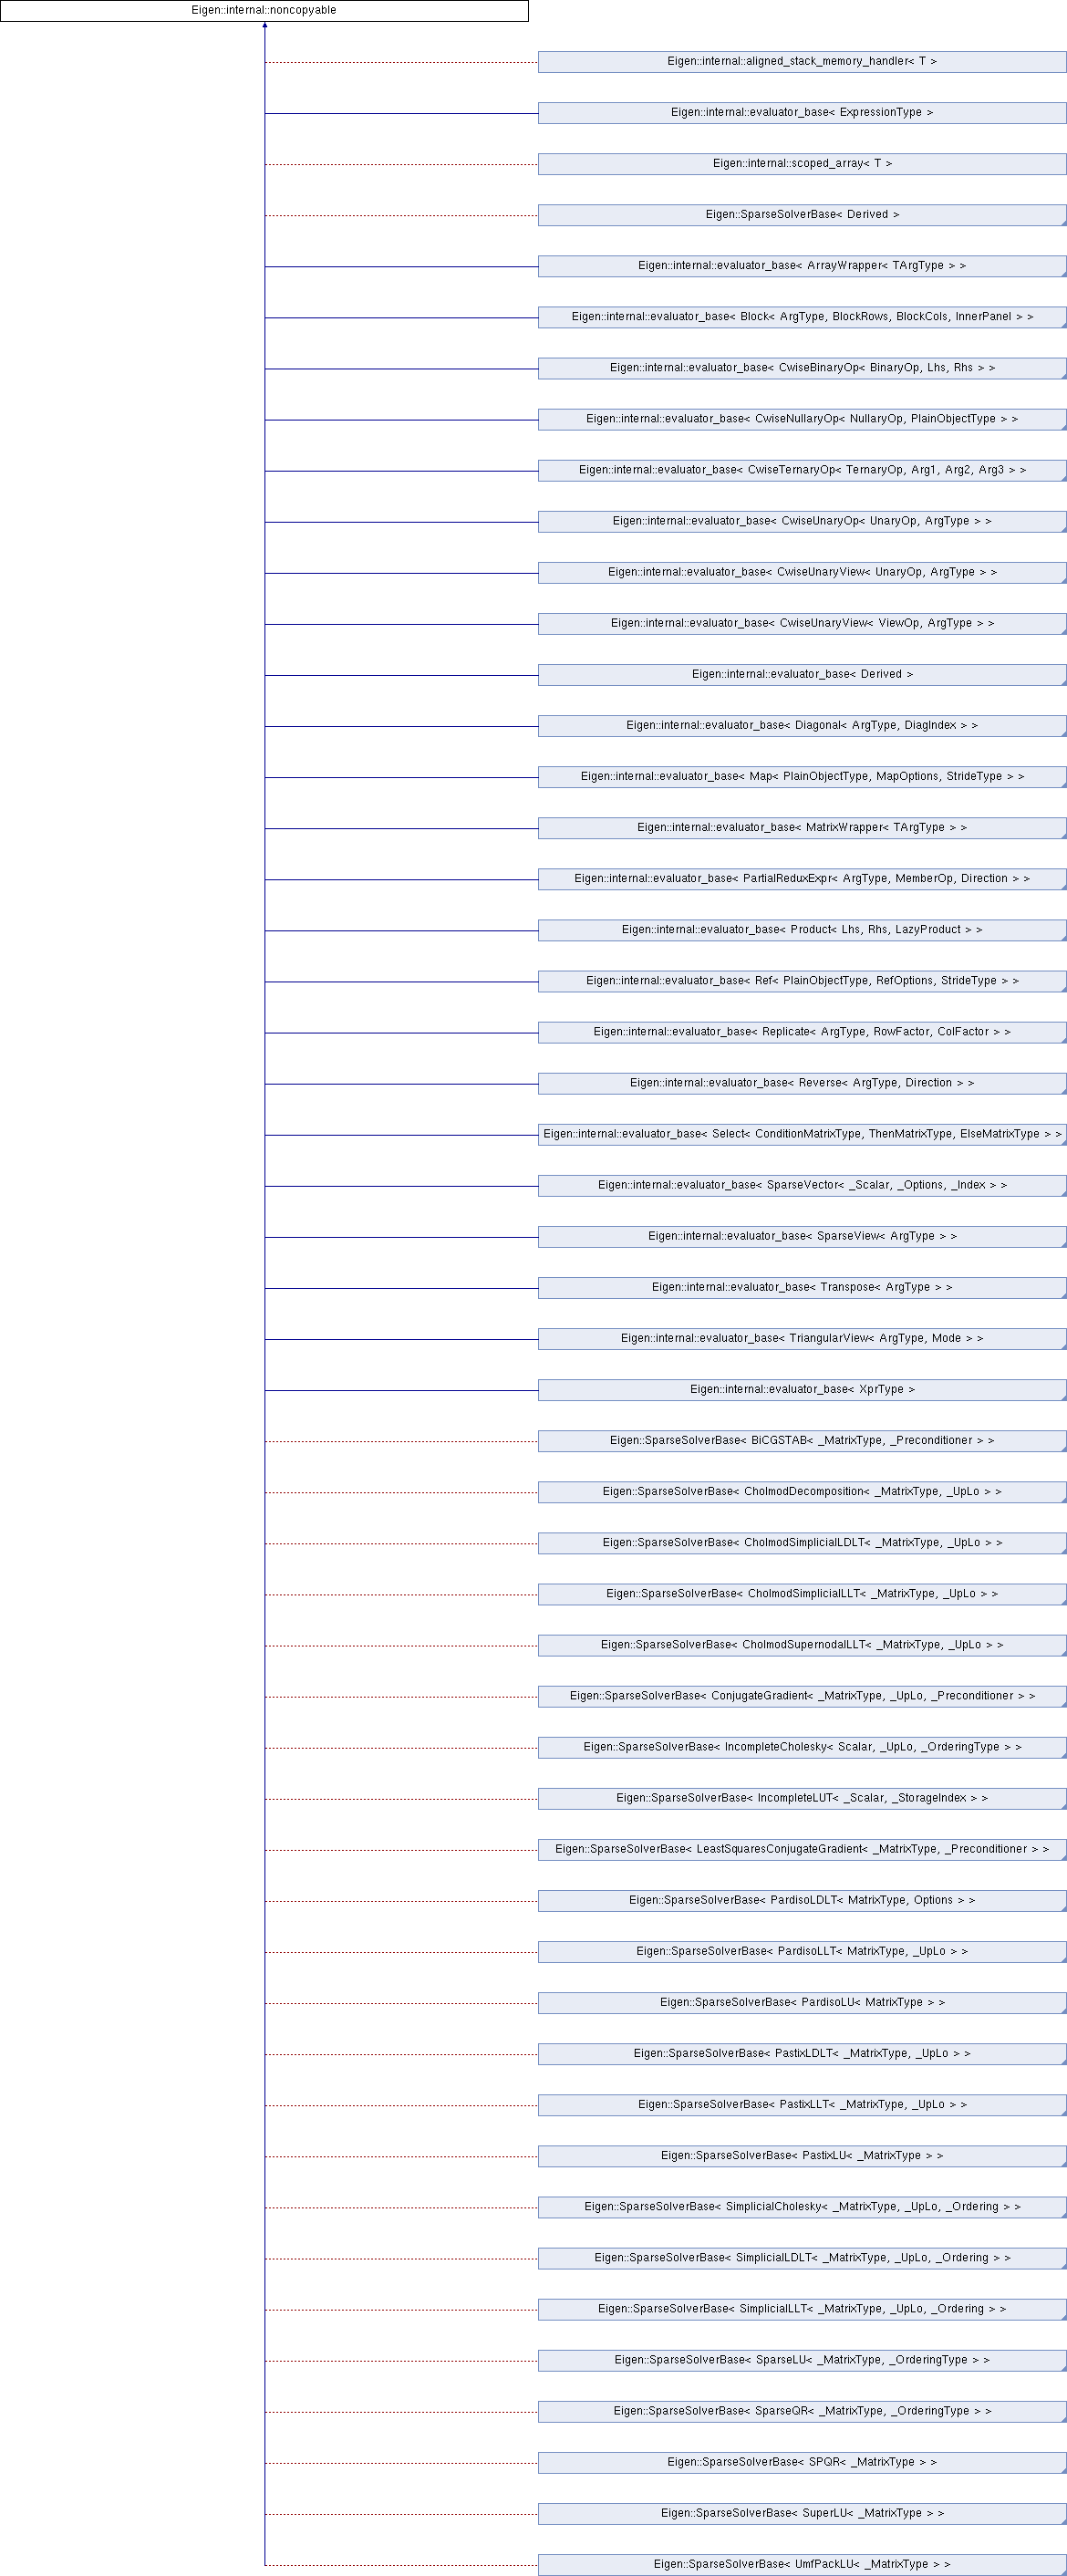 Eigen::internal::noncopyable
Eigen::internal::aligned_stack_memory_handler< T >
Eigen::internal::evaluator_base< ExpressionType >
Eigen::internal::scoped_array< T >
Eigen::SparseSolverBase< Derived >
Eigen::internal::evaluator_base< ArrayWrapper< TArgType > >
Eigen::internal::evaluator_base< Block< ArgType, BlockRows, BlockCols, InnerPanel > >
Eigen::internal::evaluator_base< CwiseBinaryOp< BinaryOp, Lhs, Rhs > >
Eigen::internal::evaluator_base< CwiseNullaryOp< NullaryOp, PlainObjectType > >
Eigen::internal::evaluator_base< CwiseTernaryOp< TernaryOp, Arg1, Arg2, Arg3 > >
Eigen::internal::evaluator_base< CwiseUnaryOp< UnaryOp, ArgType > >
Eigen::internal::evaluator_base< CwiseUnaryView< UnaryOp, ArgType > >
Eigen::internal::evaluator_base< CwiseUnaryView< ViewOp, ArgType > >
Eigen::internal::evaluator_base< Derived >
Eigen::internal::evaluator_base< Diagonal< ArgType, DiagIndex > >
Eigen::internal::evaluator_base< Map< PlainObjectType, MapOptions, StrideType > >
Eigen::internal::evaluator_base< MatrixWrapper< TArgType > >
Eigen::internal::evaluator_base< PartialReduxExpr< ArgType, MemberOp, Direction > >
Eigen::internal::evaluator_base< Product< Lhs, Rhs, LazyProduct > >
Eigen::internal::evaluator_base< Ref< PlainObjectType, RefOptions, StrideType > >
Eigen::internal::evaluator_base< Replicate< ArgType, RowFactor, ColFactor > >
Eigen::internal::evaluator_base< Reverse< ArgType, Direction > >
Eigen::internal::evaluator_base< Select< ConditionMatrixType, ThenMatrixType, ElseMatrixType > >
Eigen::internal::evaluator_base< SparseVector< _Scalar, _Options, _Index > >
Eigen::internal::evaluator_base< SparseView< ArgType > >
Eigen::internal::evaluator_base< Transpose< ArgType > >
Eigen::internal::evaluator_base< TriangularView< ArgType, Mode > >
Eigen::internal::evaluator_base< XprType >
Eigen::SparseSolverBase< BiCGSTAB< _MatrixType, _Preconditioner > >
Eigen::SparseSolverBase< CholmodDecomposition< _MatrixType, _UpLo > >
Eigen::SparseSolverBase< CholmodSimplicialLDLT< _MatrixType, _UpLo > >
Eigen::SparseSolverBase< CholmodSimplicialLLT< _MatrixType, _UpLo > >
Eigen::SparseSolverBase< CholmodSupernodalLLT< _MatrixType, _UpLo > >
Eigen::SparseSolverBase< ConjugateGradient< _MatrixType, _UpLo, _Preconditioner > >
Eigen::SparseSolverBase< IncompleteCholesky< Scalar, _UpLo, _OrderingType > >
Eigen::SparseSolverBase< IncompleteLUT< _Scalar, _StorageIndex > >
Eigen::SparseSolverBase< LeastSquaresConjugateGradient< _MatrixType, _Preconditioner > >
Eigen::SparseSolverBase< PardisoLDLT< MatrixType, Options > >
Eigen::SparseSolverBase< PardisoLLT< MatrixType, _UpLo > >
Eigen::SparseSolverBase< PardisoLU< MatrixType > >
Eigen::SparseSolverBase< PastixLDLT< _MatrixType, _UpLo > >
Eigen::SparseSolverBase< PastixLLT< _MatrixType, _UpLo > >
Eigen::SparseSolverBase< PastixLU< _MatrixType > >
Eigen::SparseSolverBase< SimplicialCholesky< _MatrixType, _UpLo, _Ordering > >
Eigen::SparseSolverBase< SimplicialLDLT< _MatrixType, _UpLo, _Ordering > >
Eigen::SparseSolverBase< SimplicialLLT< _MatrixType, _UpLo, _Ordering > >
Eigen::SparseSolverBase< SparseLU< _MatrixType, _OrderingType > >
Eigen::SparseSolverBase< SparseQR< _MatrixType, _OrderingType > >
Eigen::SparseSolverBase< SPQR< _MatrixType > >
Eigen::SparseSolverBase< SuperLU< _MatrixType > >
Eigen::SparseSolverBase< UmfPackLU< _MatrixType > >